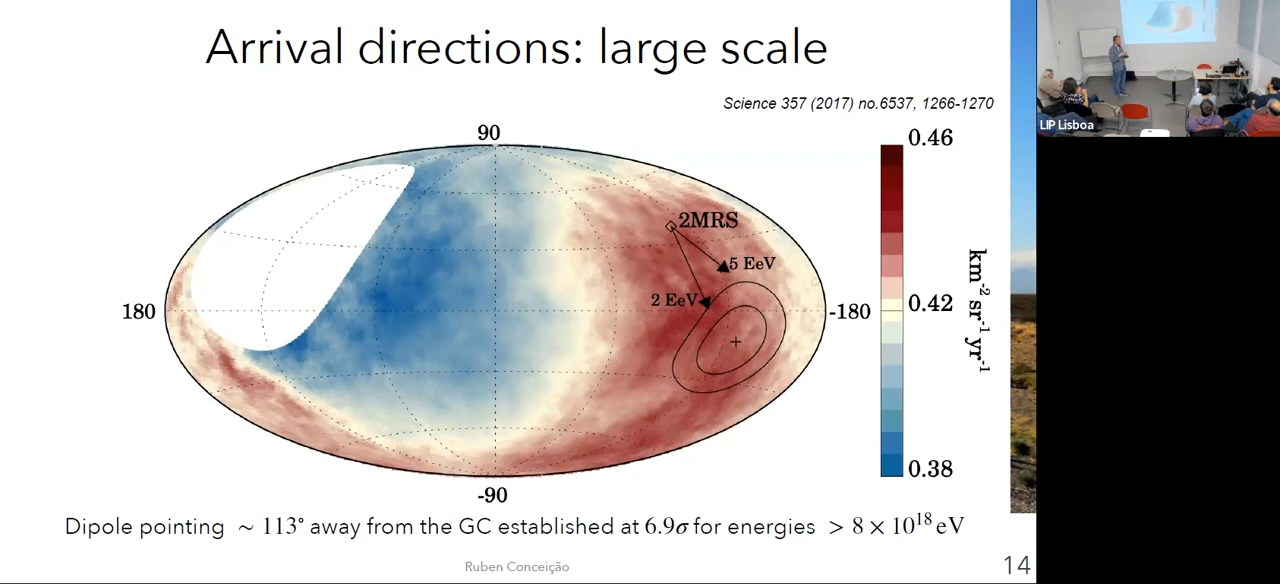 Arrival directions: large scale
Science 357 (2017) no.6537, 1266-1270
LIP Lisboa
90
0.46
2MRS
5 EeV
2 EeV
180
-180
0.42
km⁻² sr⁻¹ yr⁻¹
0.38
-90
Dipole pointing ~ 113° away from the GC established at 6.9σ for energies > 8 × 10¹⁸ eV
Ruben Conceição
14